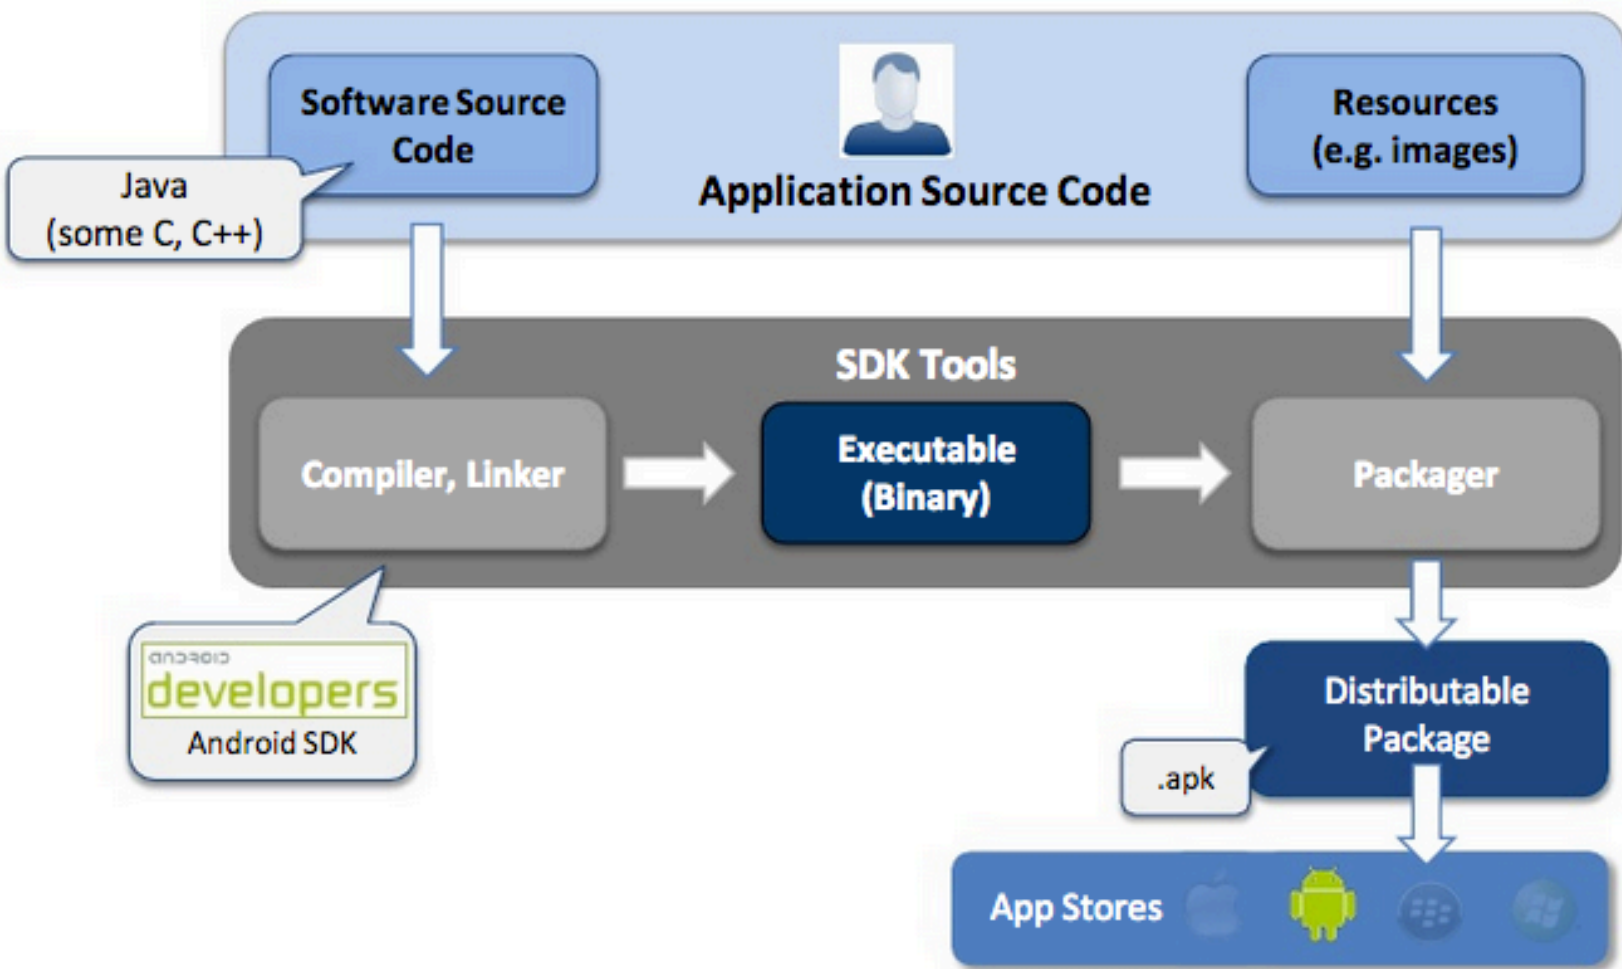 Software Source
Code
Resources
(e.g. images)
Application Source Code
Java
(some C, C++)
SDK Tools
Compiler, Linker
Executable
(Binary)
Packager
ANDROID
developers
Android SDK
Distributable
Package
.apk
App Stores